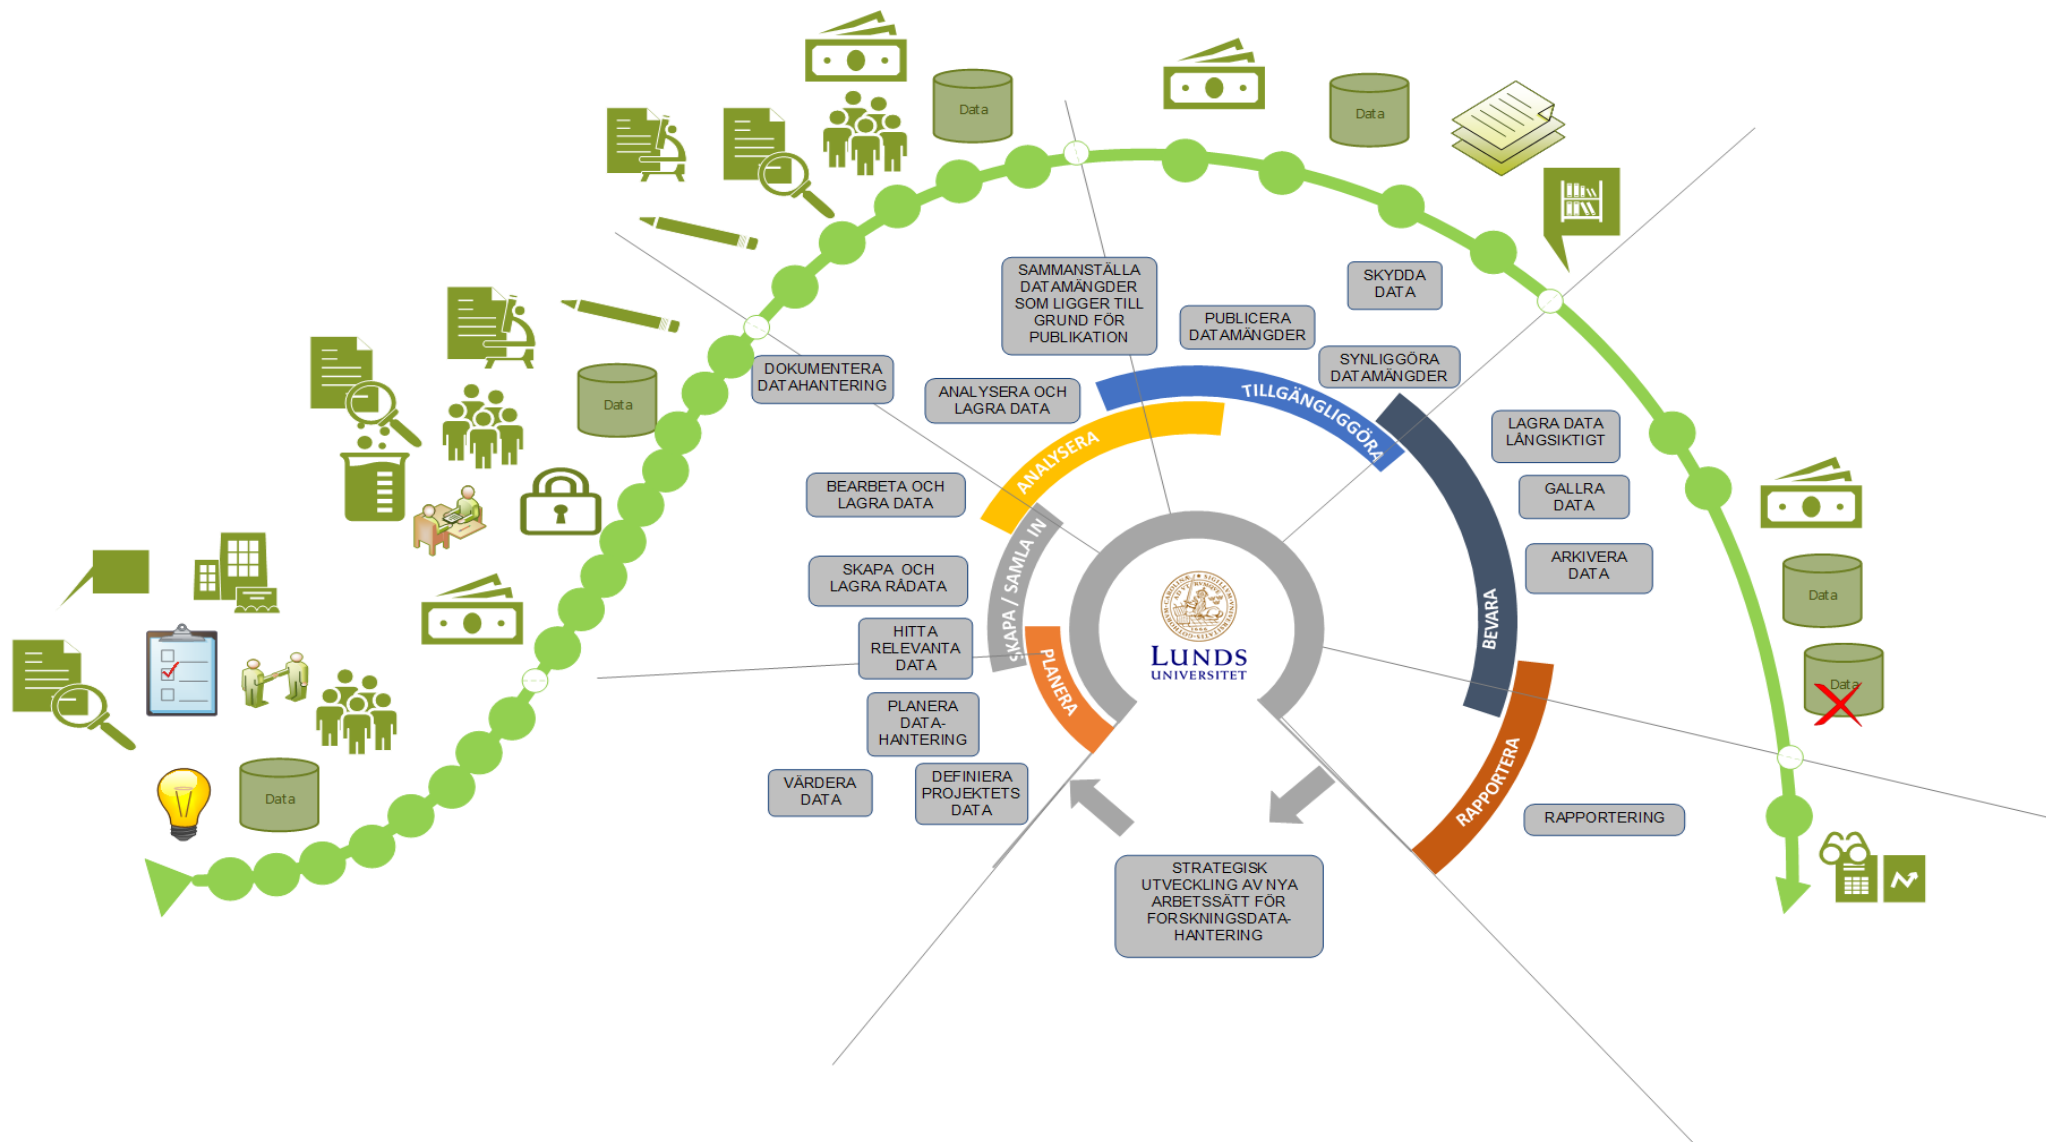 Data
Data
SAMMANSTÄLLA
DATAMÄNGDER
SOM LIGGER TILL
GRUND FÖR
PUBLIKATION
SKYDDA
DATA
PUBLICERA
DATAMÄNGDER
SYNLIGGÖRA
DATAMÄNGDER
DOKUMENTERA
DATAHANTERING
ANALYSERA OCH
LAGRA DATA
TILLGÄNGLIGGÖRA
Data
ANALYSERA
LAGRA DATA
LÅNGSIKTIGT
BEARBETA OCH
LAGRA DATA
GALLRA
DATA
SKAPA OCH
LAGRA RÅDATA
SKAPA / SAMLA IN
ARKIVERA
DATA
BEVARA
Data
HITTA
RELEVANTA
DATA
PLANERA
LUNDS
UNIVERSITET
Data
PLANERA
DATA-
HANTERING
VÄRDERA
DATA
DEFINIERA
PROJEKTETS
DATA
Data
RAPPORTERA
RAPPORTERING
STRATEGISK
UTVECKLING AV NYA
ARBETSSÄTT FÖR
FORSKNINGSDATA-
HANTERING